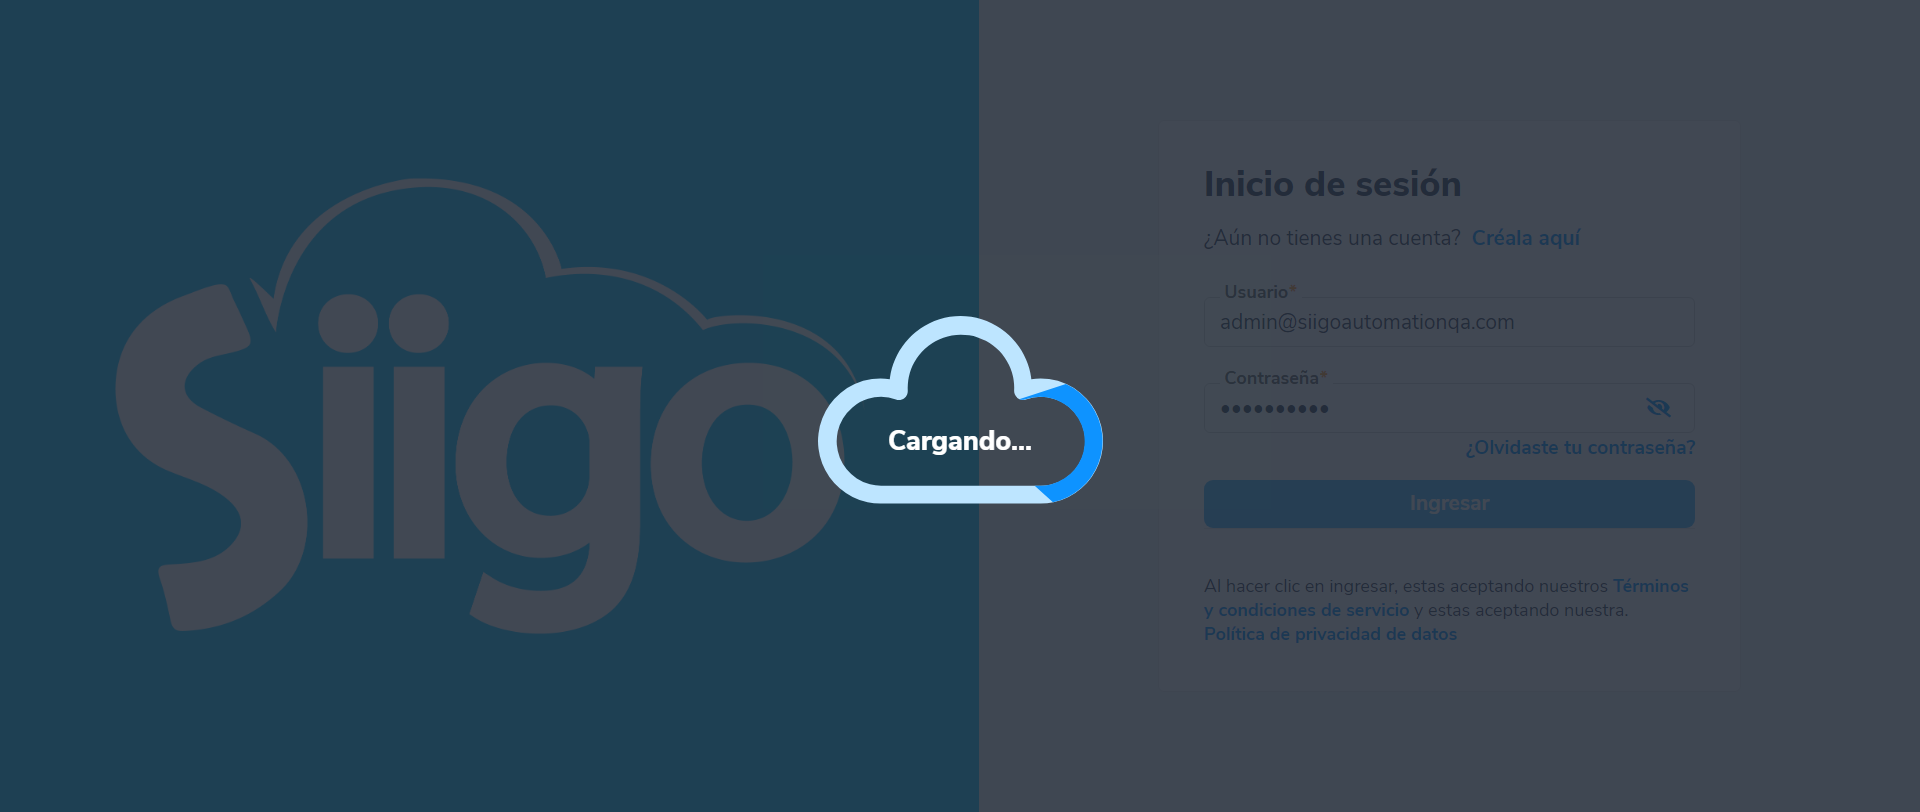 Siigo
Inicio de sesión
¿Aún no tienes una cuenta? Créala aquí
Usuario*
admin@siigoautomationqa.com
Contraseña*
••••••••••
¿Olvidaste tu contraseña?
Cargando...
Ingresar
Al hacer clic en ingresar, estas aceptando nuestros Términos
y condiciones de servicio y estas aceptando nuestra.
Política de privacidad de datos